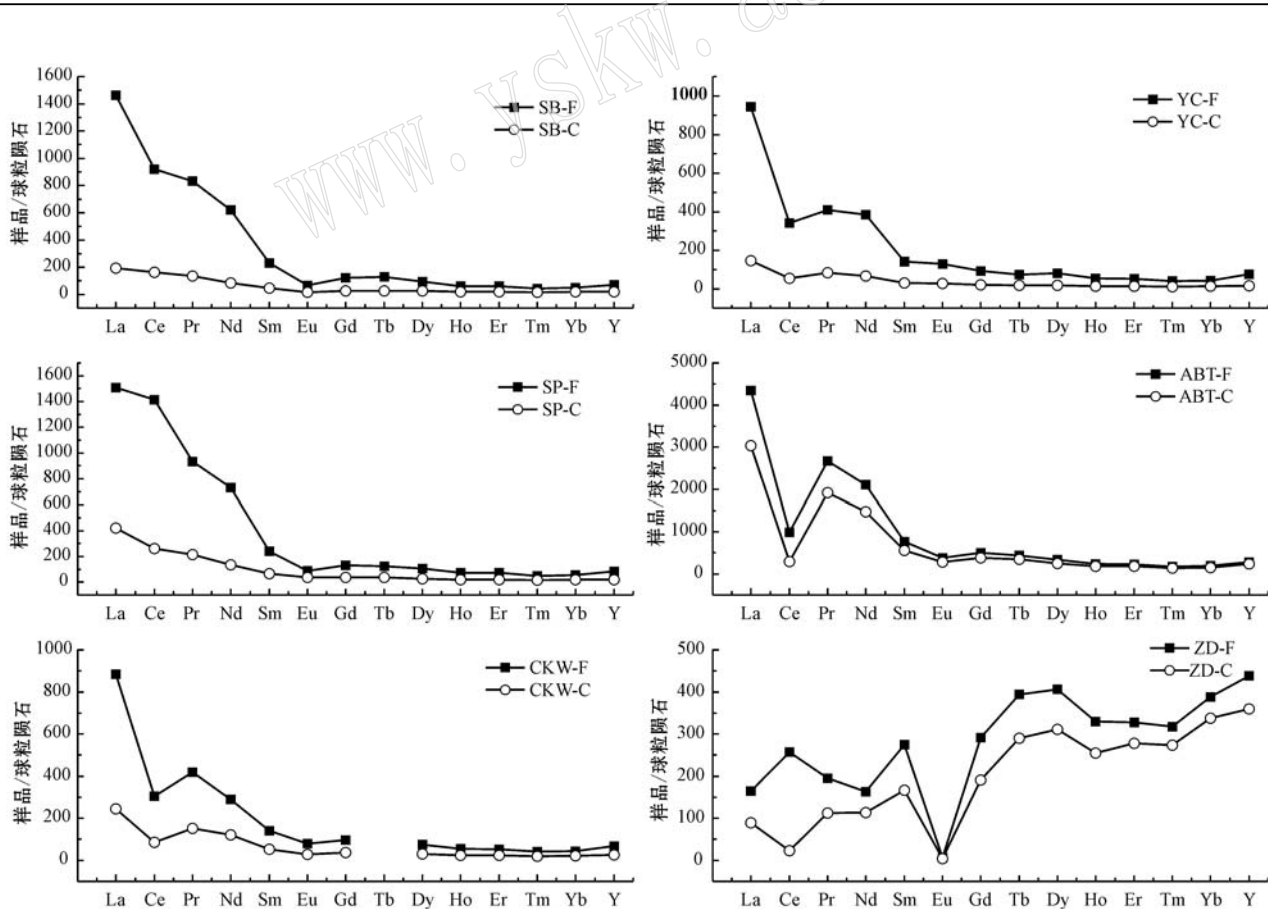 www.yskw.ac
样品/球粒陨石
1600
1400
1200
1000
800
600
400
200
0
SB-F
SB-C
La Ce Pr Nd Sm Eu Gd Tb Dy Ho Er Tm Yb Y
样品/球粒陨石
1000
800
600
400
200
0
YC-F
YC-C
La Ce Pr Nd Sm Eu Gd Tb Dy Ho Er Tm Yb Y
样品/球粒陨石
1600
1400
1200
1000
800
600
400
200
0
SP-F
SP-C
La Ce Pr Nd Sm Eu Gd Tb Dy Ho Er Tm Yb Y
样品/球粒陨石
5000
4000
3000
2000
1000
0
ABT-F
ABT-C
La Ce Pr Nd Sm Eu Gd Tb Dy Ho Er Tm Yb Y
样品/球粒陨石
1000
800
600
400
200
0
CKW-F
CKW-C
La Ce Pr Nd Sm Eu Gd Tb Dy Ho Er Tm Yb Y
样品/球粒陨石
500
400
300
200
100
0
ZD-F
ZD-C
La Ce Pr Nd Sm Eu Gd Tb Dy Ho Er Tm Yb Y